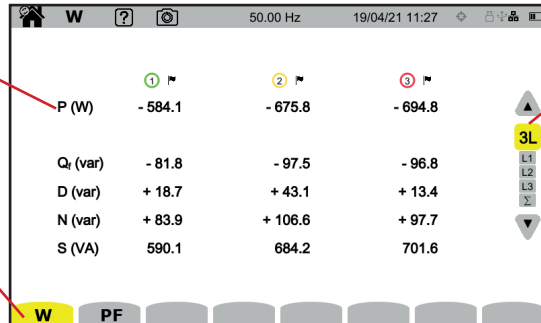 W ? 50.00 Hz 19/04/21 11:27
1 2 3
P (W) - 584.1 - 675.8 - 694.8
3L
Qf (var) - 81.8 - 97.5 - 96.8
L1
L2
D (var) + 18.7 + 43.1 + 13.4
L3
Σ
N (var) + 83.9 + 106.6 + 97.7
S (VA) 590.1 684.2 701.6
W PF